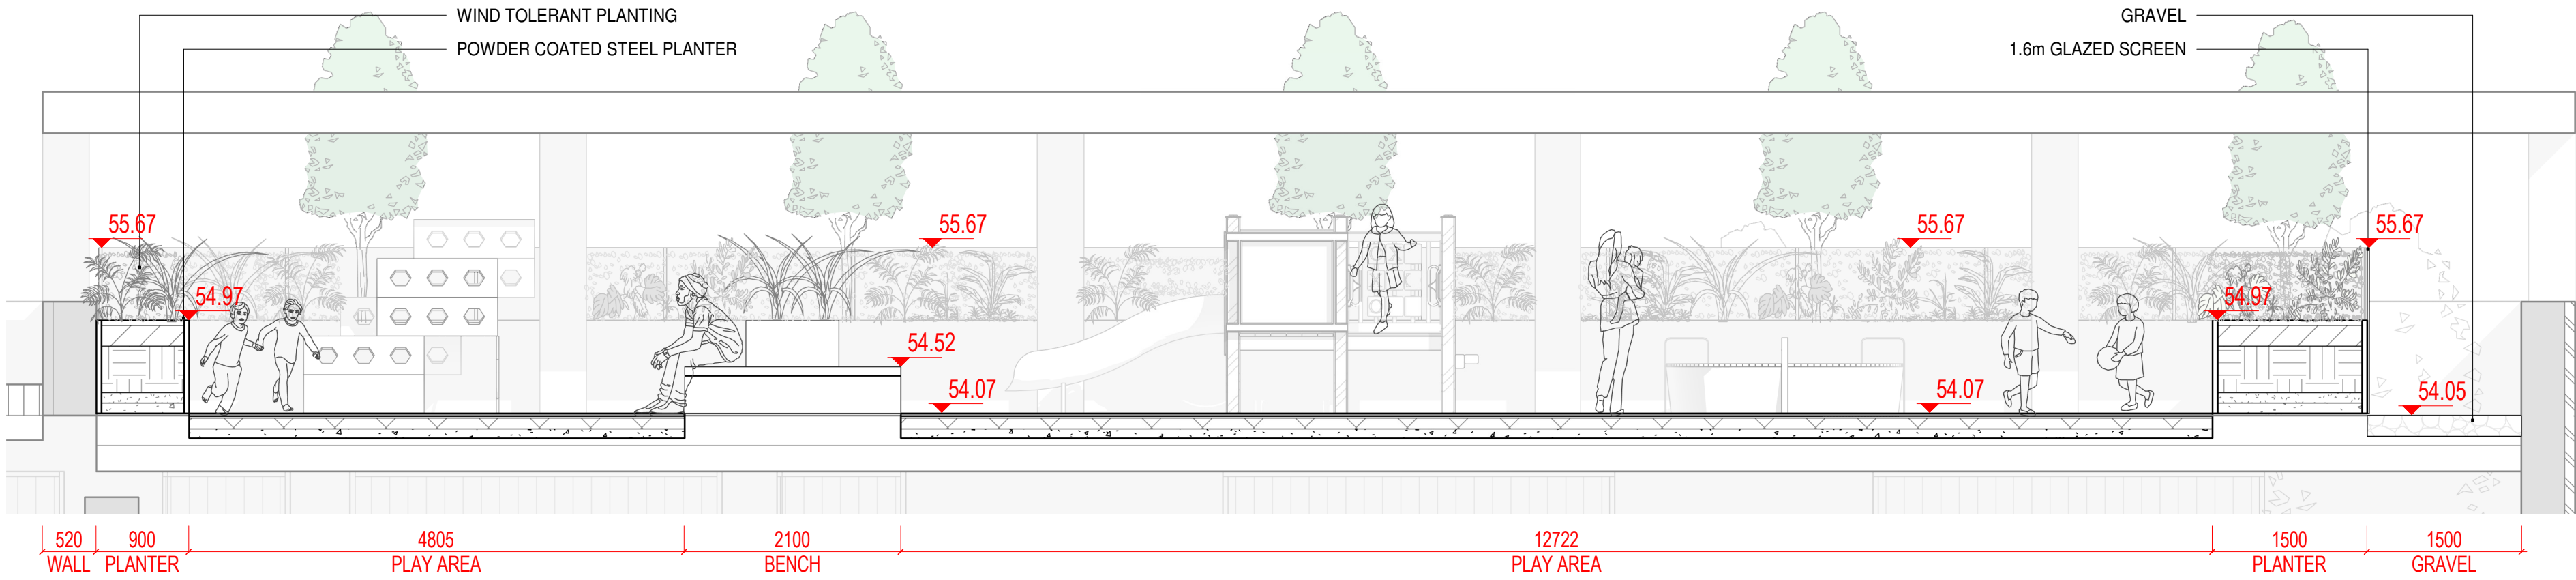 WIND TOLERANT PLANTING
GRAVEL
POWDER COATED STEEL PLANTER
1.6m GLAZED SCREEN
55.67
55.67
55.67
55.67
54.97
54.97
54.52
54.07
54.07
54.05
520
900
4805
2100
12722
1500
1500
WALL
PLANTER
PLAY AREA
BENCH
PLAY AREA
PLANTER
GRAVEL